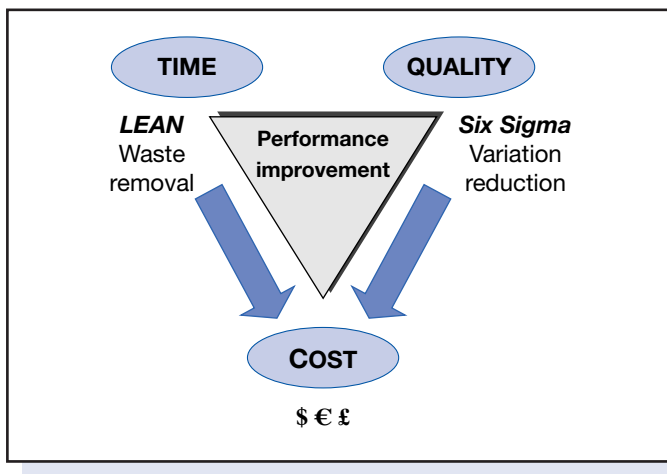 TIME
QUALITY
LEAN
Waste
removal
Performance
improvement
Six Sigma
Variation
reduction
COST
$ € £